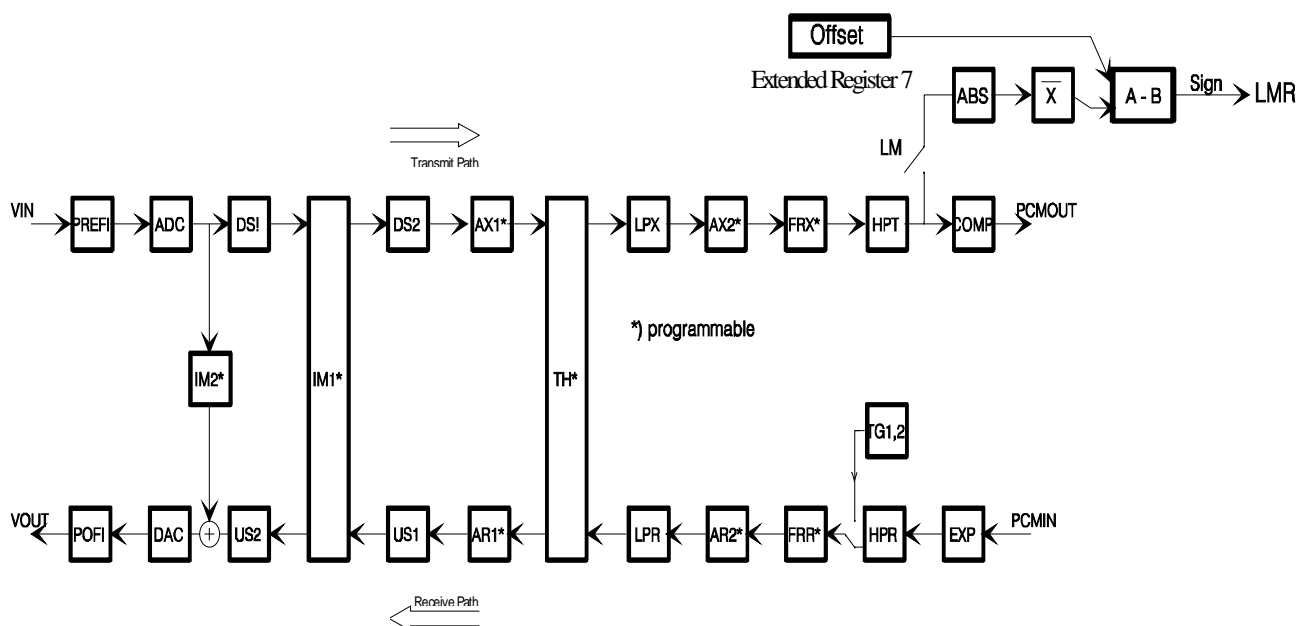 Offset
Extended Register 7
ABS
X
A - B
Sign
LMR
Transmit Path
LM
VIN
PREFI
ADC
DS!
DS2
AX1*
LPX
AX2*
FRX*
HPT
COMP
PCMOUT
*) programmable
IM2*
IM1*
TH*
TG1,2
VOUT
POFI
DAC
+
US2
US1
AR1*
LPR
AR2*
FRR*
HPR
EXP
PCMIN
Receive Path